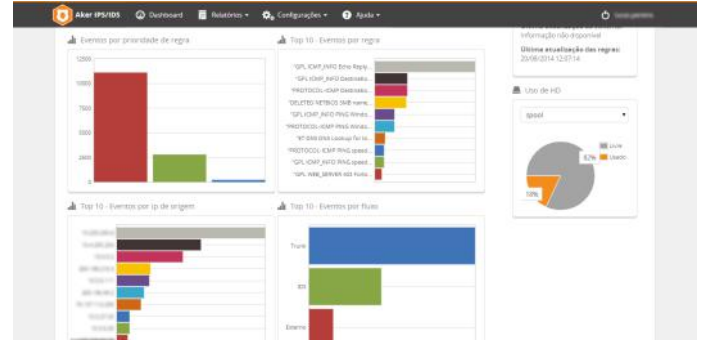 Aker IPS/IDS Dashboard Relatórios Configurações Ajuda
Eventos por prioridade de regra
12500
7500
5000
2500
0
Top 10 - Eventos por regra
"GPL ICMP_INFO Echo Reply...
"GPL ICMP_INFO Destinatio...
"PROTOCOL-ICMP Destinatio...
"DELETED NETBIOS SMB name...
"GPL ICMP_INFO PING Windo...
"PROTOCOL-ICMP PING Windo...
"ET DNS DNS Lookup for lo...
"PROTOCOL-ICMP PING speed...
"GPL ICMP_INFO PING speed...
"GPL WEB_SERVER 403 Forbi...
informação não disponível
Última atualização das regras:
20/08/2014 12:07:14
Uso de HD
spool
Livre
Usado
82%
18%
Top 10 - Eventos por ip de origem
Top 10 - Eventos por fluxo
Trunk
IDS
Externo